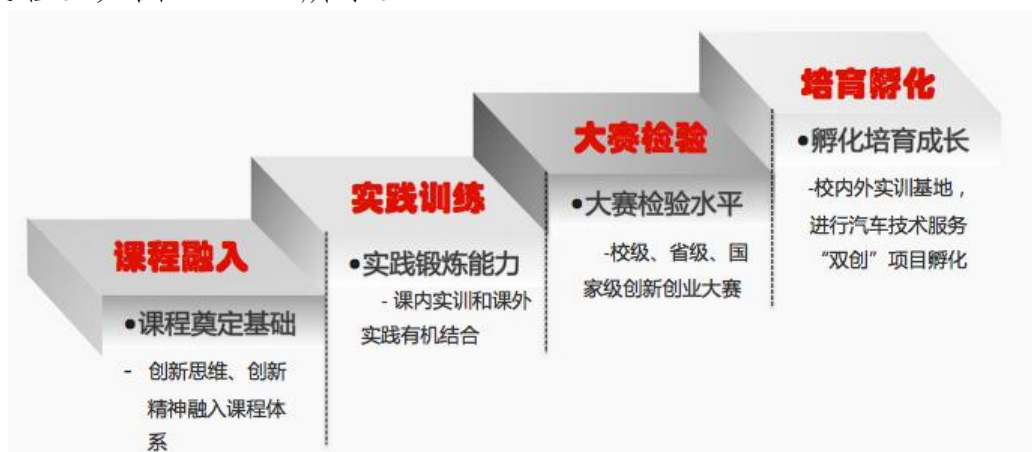 课程融入
●课程奠定基础
- 创新思维、创新
精神融入课程体
系
实践训练
●实践锻炼能力
- 课内实训和课外
实践有机结合
大赛检验
●大赛检验水平
-校级、省级、国
家级创新创业大赛
培育孵化
●孵化培育成长
-校内外实训基地，
进行汽车技术服务
“双创”项目孵化